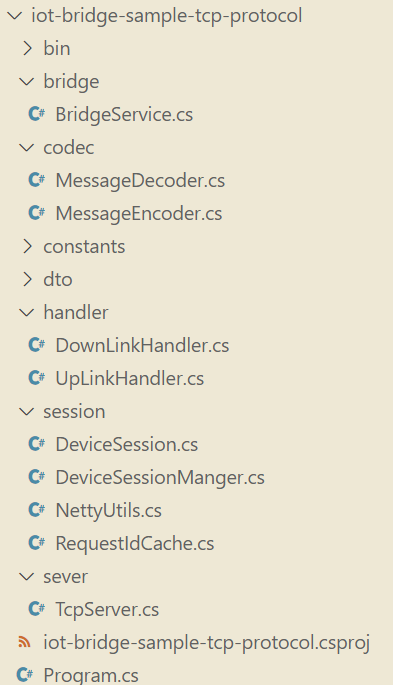 iot-bridge-sample-tcp-protocol
bin
bridge
C# BridgeService.cs
codec
C# MessageDecoder.cs
C# MessageEncoder.cs
constants
dto
handler
C# DownLinkHandler.cs
C# UpLinkHandler.cs
session
C# DeviceSession.cs
C# DeviceSessionManger.cs
C# NettyUtils.cs
C# RequestIdCache.cs
sever
C# TcpServer.cs
iot-bridge-sample-tcp-protocol.csproj
C# Program.cs